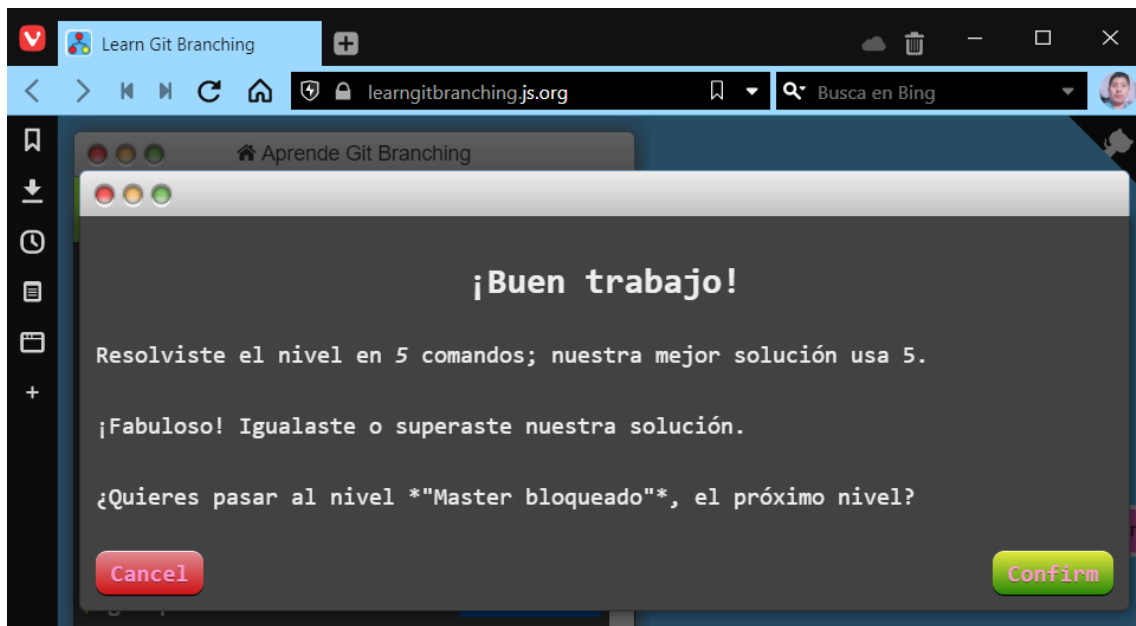 Learn Git Branching
learngitbranching.js.org
Busca en Bing
Aprende Git Branching
¡Buen trabajo!
Resolviste el nivel en 5 comandos; nuestra mejor solución usa 5.
¡Fabuloso! Igualaste o superaste nuestra solución.
¿Quieres pasar al nivel *"Master bloqueado"*, el próximo nivel?
Cancel
Confirm